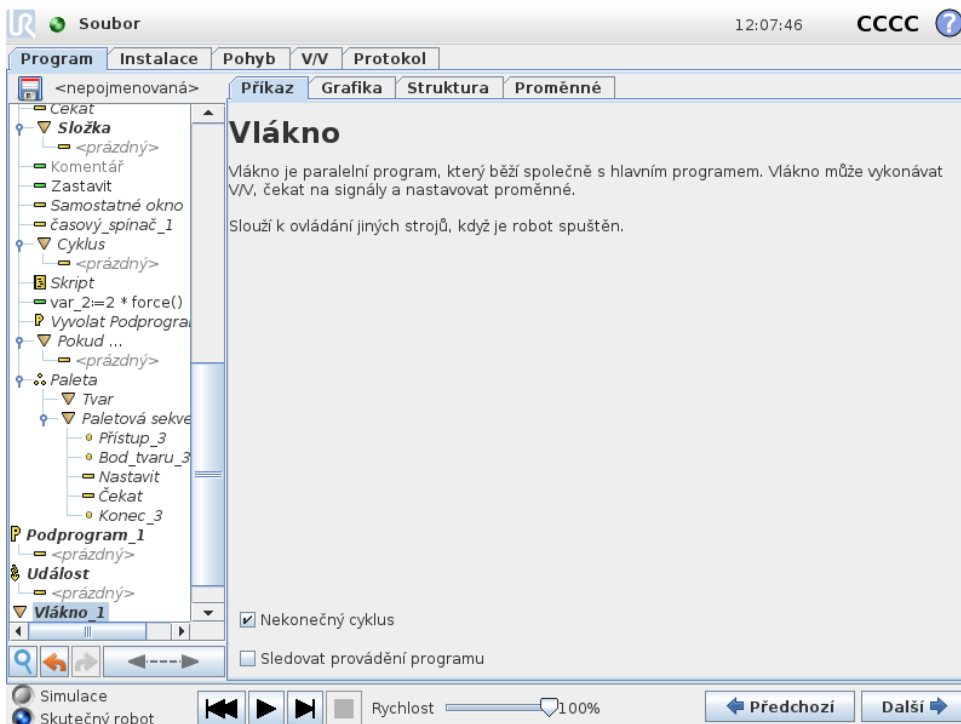 UR Soubor 12:07:46 CCCC ?
Program Instalace Pohyb V/V Protokol
<nepojmenovaná> Příkaz Grafika Struktura Proměnné
Čekat
Složka
<prázdný>
Komentář
Zastavit
Samostatné okno
časový_spínač_1
Cyklus
<prázdný>
Skript
var_2:=2 * force()
P Vyvolat Podprogra
Pokud ...
<prázdný>
Paleta
Tvar
Paletová sekve
Přístup_3
Bod_tvaru_3
Nastavit
Čekat
Konec_3
P Podprogram_1
<prázdný>
Událost
<prázdný>
Vlákno_1
Vlákno
Vlákno je paralelní program, který běží společně s hlavním programem. Vlákno může vykonávat
V/V, čekat na signály a nastavovat proměnné.
Slouží k ovládání jiných strojů, když je robot spuštěn.
Nekonečný cyklus
Sledovat provádění programu
Simulace
Skutečný robot
Rychlost 100%
Předchozí Další